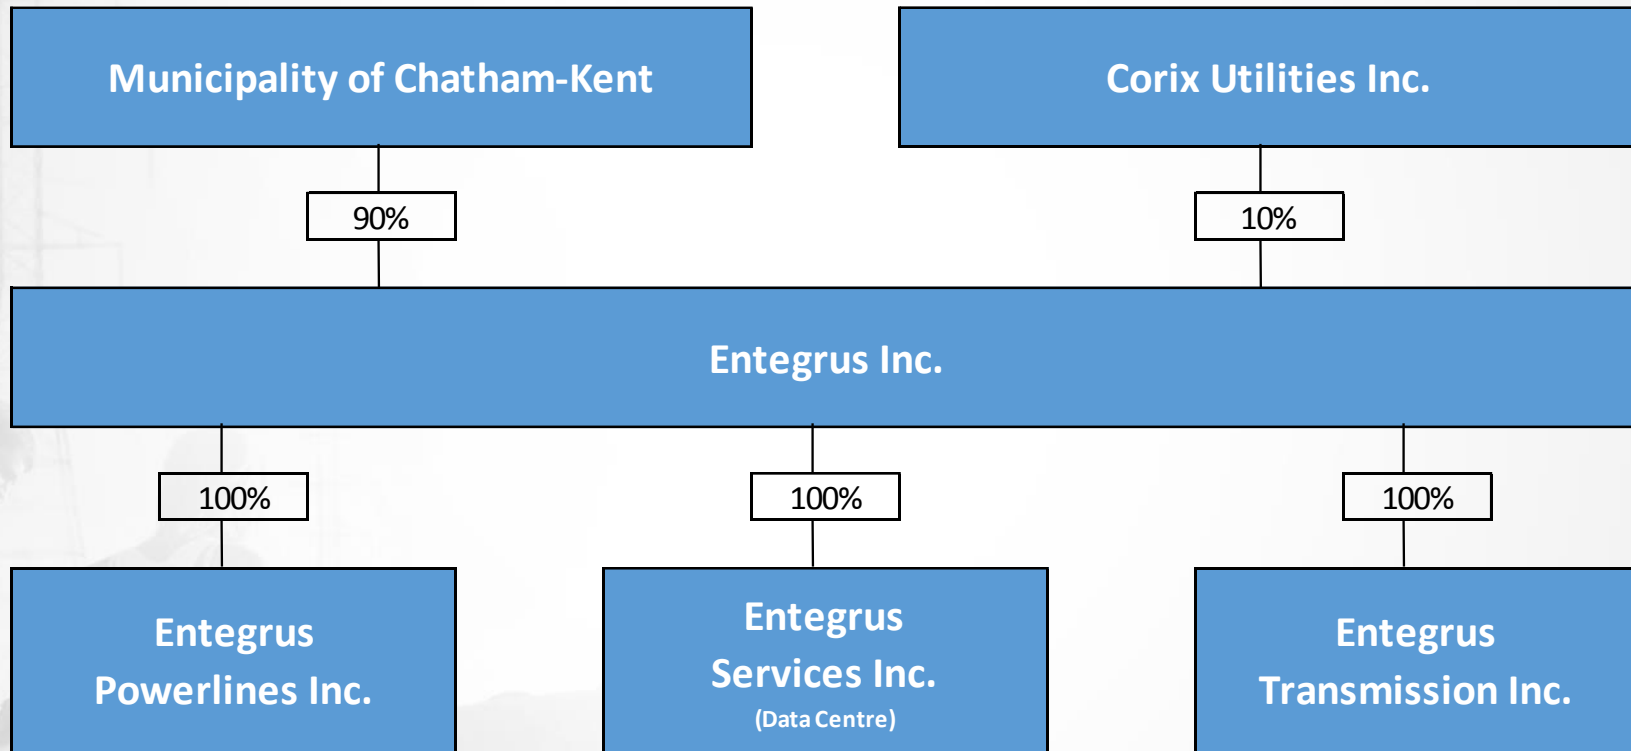 Municipality of Chatham-Kent
Corix Utilities Inc.
90%
10%
Entegrus Inc.
100%
100%
100%
Entegrus
Powerlines Inc.
Entegrus
Services Inc.
(Data Centre)
Entegrus
Transmission Inc.